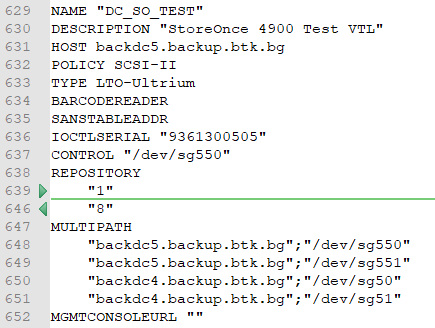 629 NAME "DC_SO_TEST"
630 DESCRIPTION "StoreOnce 4900 Test VTL"
631 HOST backdc5.backup.btk.bg
632 POLICY SCSI-II
633 TYPE LTO-Ultrium
634 BARCODEREADER
635 SANSTABLEADDR
636 IOCTLSERIAL "9361300505"
637 CONTROL "/dev/sg550"
638 REPOSITORY
639 "1"
646 "8"
647 MULTIPATH
648 "backdc5.backup.btk.bg";"/dev/sg550"
649 "backdc5.backup.btk.bg";"/dev/sg551"
650 "backdc4.backup.btk.bg";"/dev/sg50"
651 "backdc4.backup.btk.bg";"/dev/sg51"
652 MGMTCONSOLEURL ""